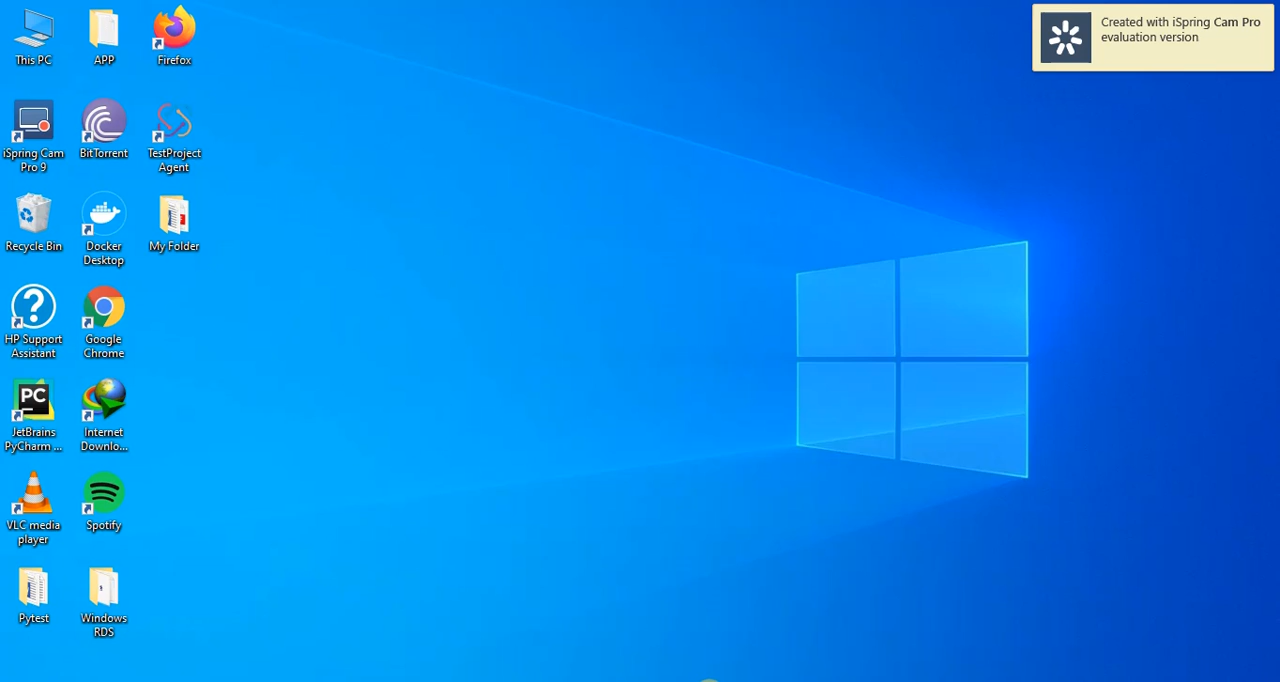 This PC
APP
Firefox
iSpring Cam
Pro 9
BitTorrent
TestProject
Agent
Recycle Bin
Docker
Desktop
My Folder
HP Support
Assistant
Google
Chrome
PC
JetBrains
PyCharm ...
Internet
Downlo...
VLC media
player
Spotify
Pytest
Windows
RDS
Created with iSpring Cam Pro
evaluation version